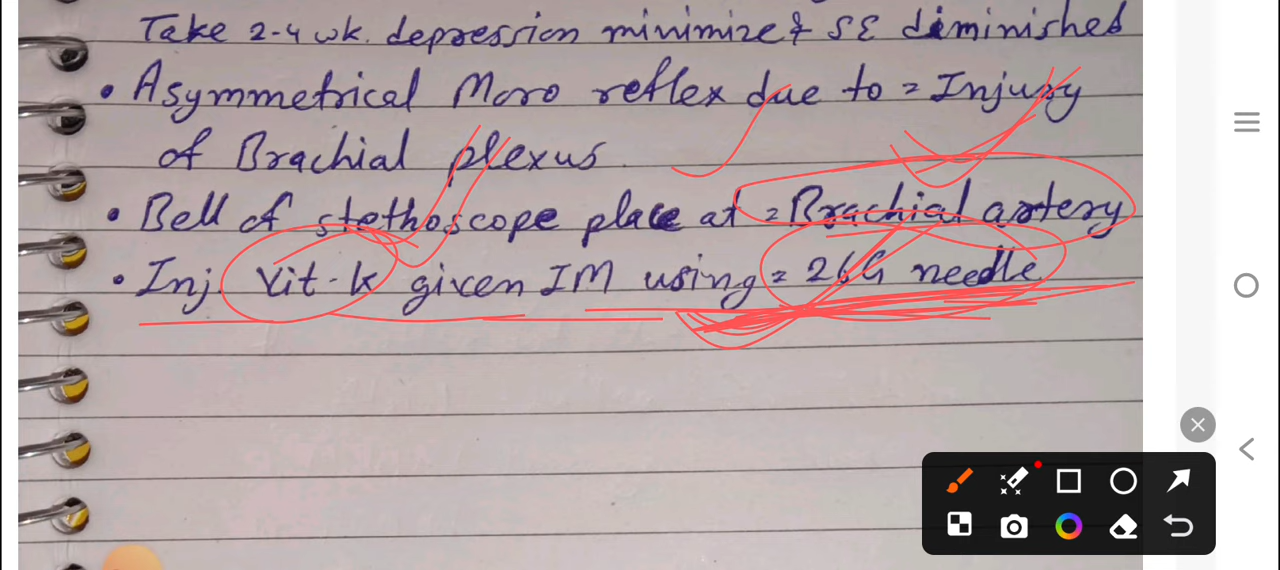 Take 2-4 wk. depression minimize & SE diminished
• Asymmetrical Moro reflex due to = Injury
of Brachial plexus
• Bell of stethoscope place at = Brachial artery
• Inj. Vit-k given IM using = 26G needle